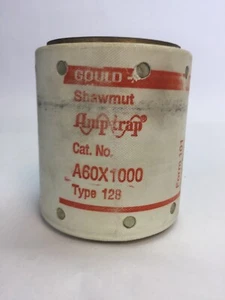 GOULD
Shawmut
Amp-trap®
Cat. No.
A60X1000
Type 128